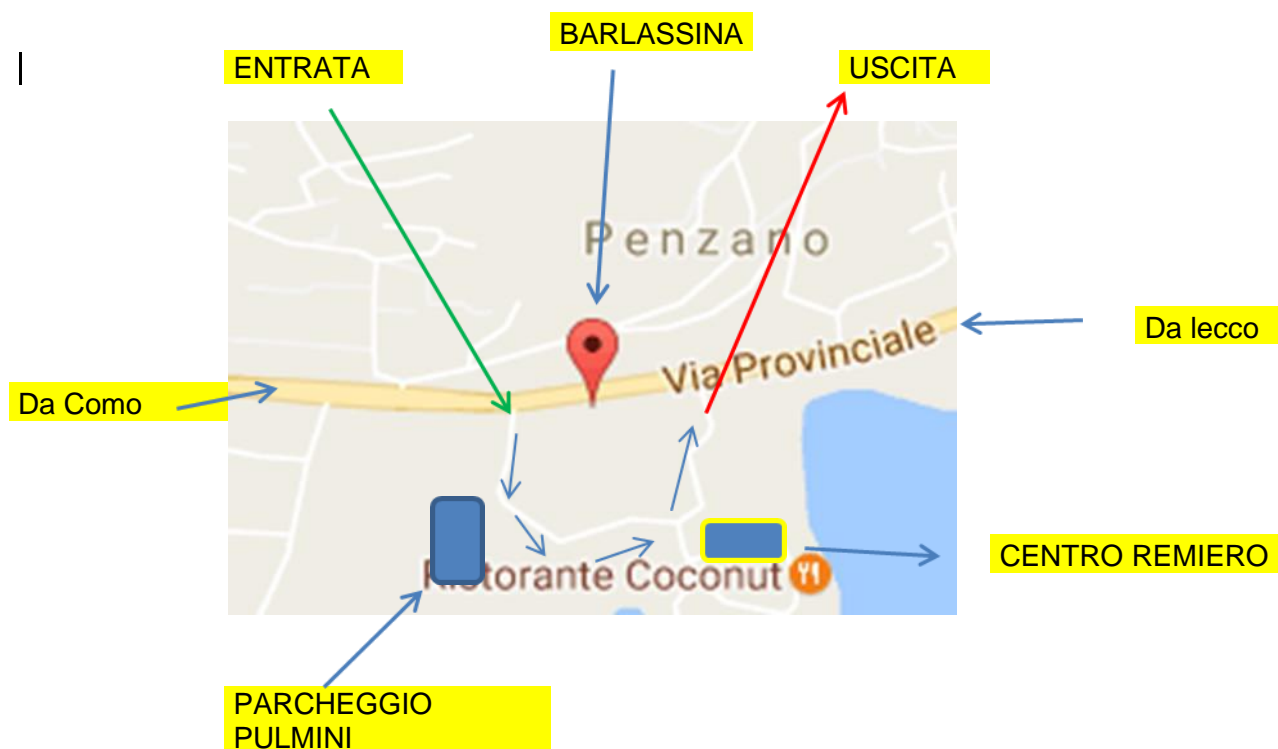 BARLASSINA
ENTRATA
USCITA
Penzano
Da lecco
Via Provinciale
Da Como
CENTRO REMIERO
Ristorante Coconut
PARCHEGGIO
PULMINI